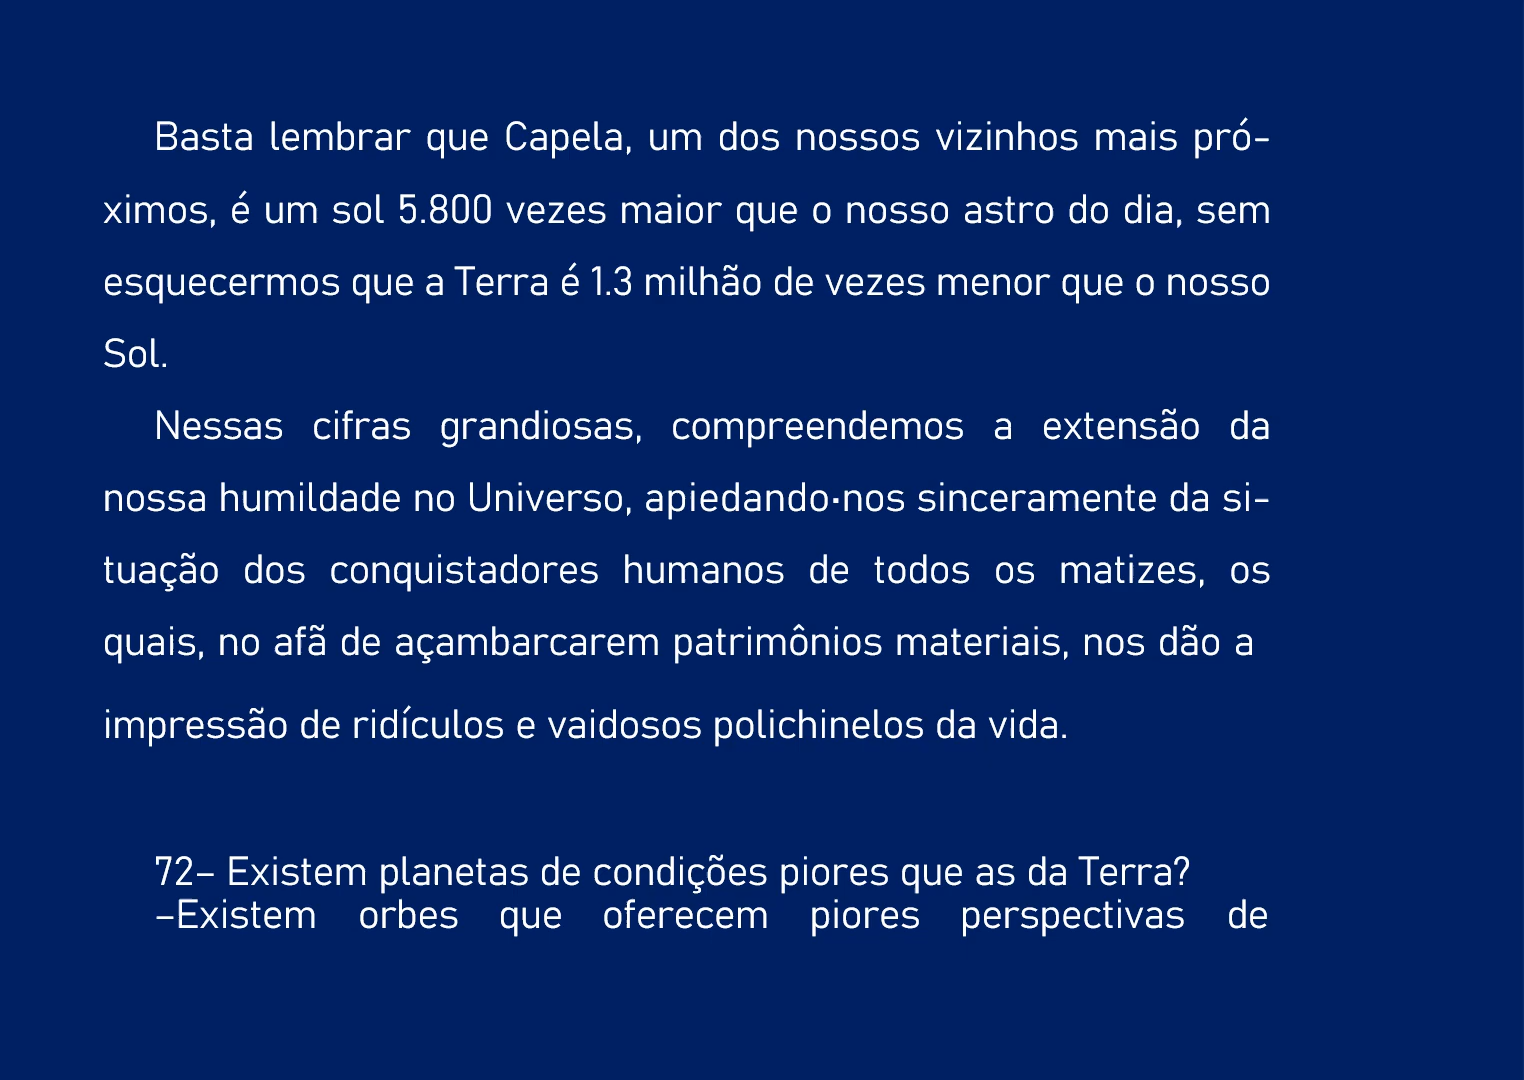 Basta lembrar que Capela, um dos nossos vizinhos mais pró-
ximos, é um sol 5.800 vezes maior que o nosso astro do dia, sem
esquecermos que a Terra é 1.3 milhão de vezes menor que o nosso
Sol.
Nessas cifras grandiosas, compreendemos a extensão da
nossa humildade no Universo, apiedando·nos sinceramente da si-
tuação dos conquistadores humanos de todos os matizes, os
quais, no afã de açambarcarem patrimônios materiais, nos dão a
impressão de ridículos e vaidosos polichinelos da vida.
72– Existem planetas de condições piores que as da Terra?
–Existem orbes que oferecem piores perspectivas de